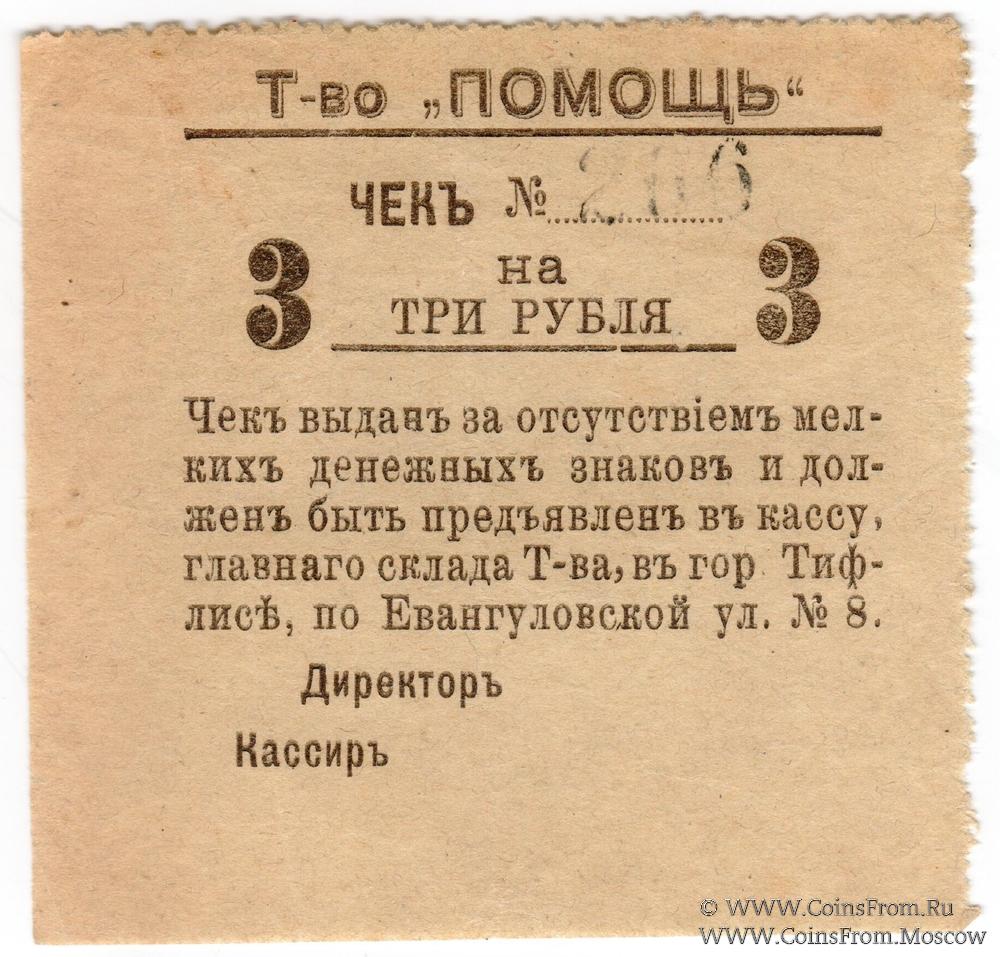 Т-во „ПОМОЩЬ“
ЧЕКЪ №
3 на 3
ТРИ РУБЛЯ
Чекъ выданъ за отсутствіемъ мел-
кихъ денежныхъ знаковъ и дол-
женъ быть предъявленъ въ кассу,
главнаго склада Т-ва, въ гор Тиф-
лисѣ, по Евангуловской ул. № 8.
Директоръ
Кассиръ
© WWW.CoinsFrom.Ru
WWW.CoinsFrom.Moscow